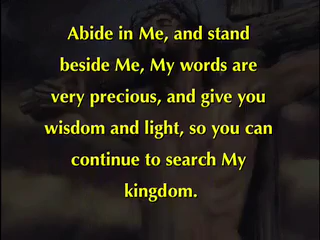 Abide in Me, and stand
beside Me, My words are
very precious, and give you
wisdom and light, so you can
continue to search My
kingdom.